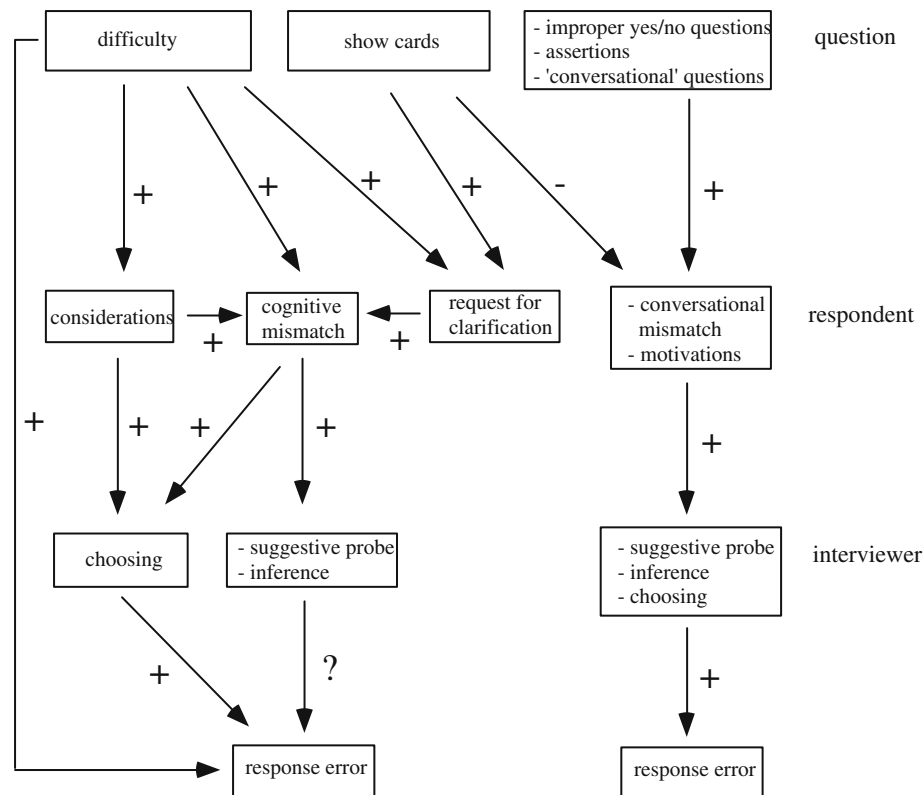 difficulty
show cards
- improper yes/no questions
- assertions
- 'conversational' questions
question
+
+
+
+
-
+
considerations
cognitive
mismatch
request for
clarification
- conversational
mismatch
- motivations
respondent
+
+
+
+
+
+
+
choosing
- suggestive probe
- inference
- suggestive probe
- inference
- choosing
interviewer
+
?
+
response error
response error